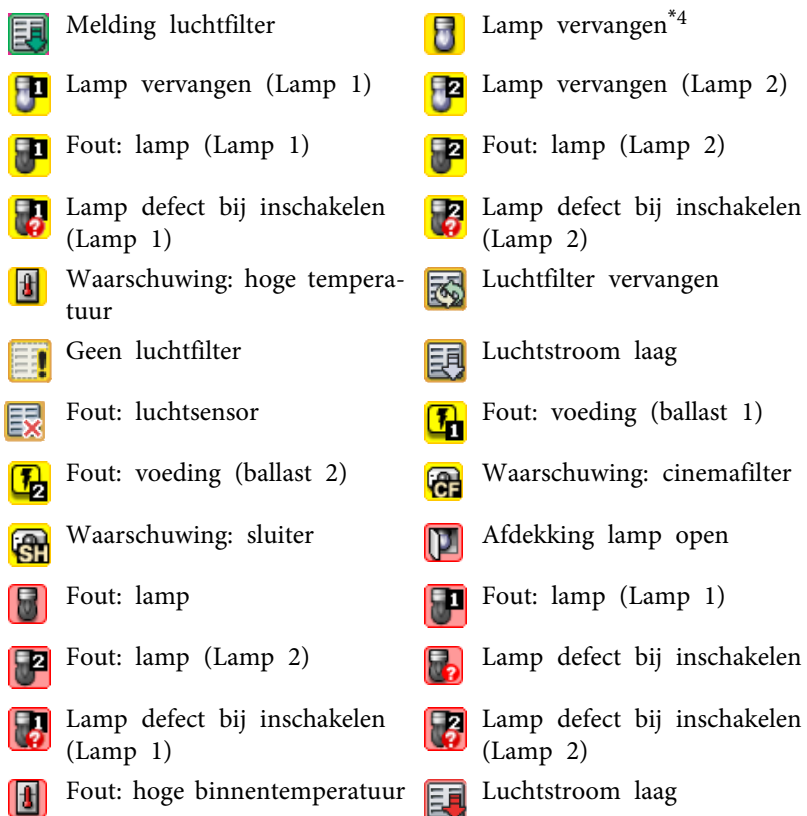 Melding luchtfilter
Lamp vervangen*4
Lamp vervangen (Lamp 1)
Lamp vervangen (Lamp 2)
Fout: lamp (Lamp 1)
Fout: lamp (Lamp 2)
Lamp defect bij inschakelen
(Lamp 1)
Lamp defect bij inschakelen
(Lamp 2)
Waarschuwing: hoge tempera-
tuur
Luchtfilter vervangen
Geen luchtfilter
Luchtstroom laag
Fout: luchtsensor
Fout: voeding (ballast 1)
Fout: voeding (ballast 2)
Waarschuwing: cinemafilter
Waarschuwing: sluiter
Afdekking lamp open
Fout: lamp
Fout: lamp (Lamp 1)
Fout: lamp (Lamp 2)
Lamp defect bij inschakelen
Lamp defect bij inschakelen
(Lamp 1)
Lamp defect bij inschakelen
(Lamp 2)
Fout: hoge binnentemperatuur
Luchtstroom laag